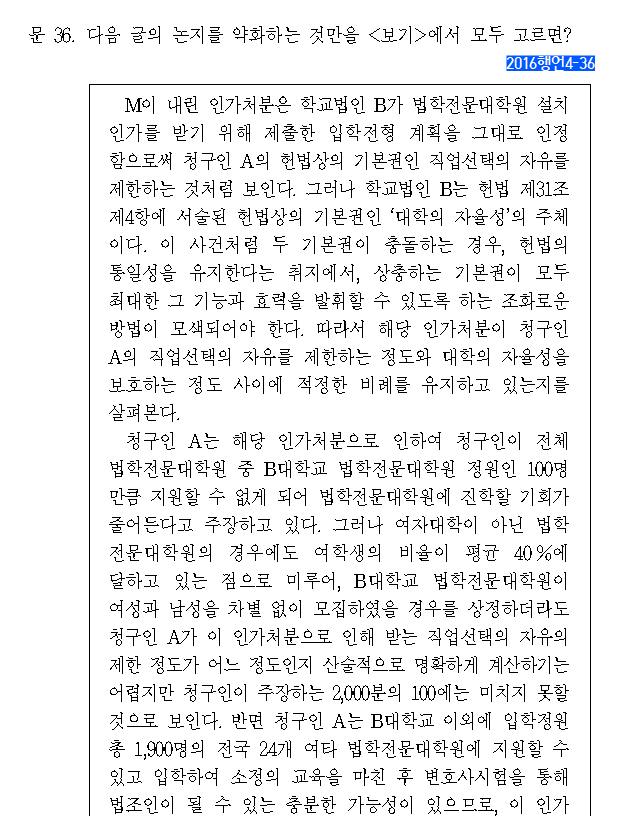 문 36. 다음 글의 논지를 약화하는 것만을 <보기>에서 모두 고르면?
2016행언4-36
M이 내린 인가처분은 학교법인 B가 법학전문대학원 설치
인가를 받기 위해 제출한 입학전형 계획을 그대로 인정
함으로써 청구인 A의 헌법상의 기본권인 직업선택의 자유를
제한하는 것처럼 보인다. 그러나 학교법인 B는 헌법 제31조
제4항에 서술된 헌법상의 기본권인 ‘대학의 자율성’의 주체
이다. 이 사건처럼 두 기본권이 충돌하는 경우, 헌법의
통일성을 유지한다는 취지에서, 상충하는 기본권이 모두
최대한 그 기능과 효력을 발휘할 수 있도록 하는 조화로운
방법이 모색되어야 한다. 따라서 해당 인가처분이 청구인
A의 직업선택의 자유를 제한하는 정도와 대학의 자율성을
보호하는 정도 사이에 적정한 비례를 유지하고 있는지를
살펴본다.
청구인 A는 해당 인가처분으로 인하여 청구인이 전체
법학전문대학원 중 B대학교 법학전문대학원 정원인 100명
만큼 지원할 수 없게 되어 법학전문대학원에 진학할 기회가
줄어든다고 주장하고 있다. 그러나 여자대학이 아닌 법학
전문대학원의 경우에도 여학생의 비율이 평균 40%에
달하고 있는 점으로 미루어, B대학교 법학전문대학원이
여성과 남성을 차별 없이 모집하였을 경우를 상정하더라도
청구인 A가 이 인가처분으로 인해 받는 직업선택의 자유의
제한 정도가 어느 정도인지 산술적으로 명확하게 계산하기는
어렵지만 청구인이 주장하는 2,000분의 100에는 미치지 못할
것으로 보인다. 반면 청구인 A는 B대학교 이외에 입학정원
총 1,900명의 전국 24개 여타 법학전문대학원에 지원할 수
있고 입학하여 소정의 교육을 마친 후 변호사시험을 통해
법조인이 될 수 있는 충분한 가능성이 있으므로, 이 인가